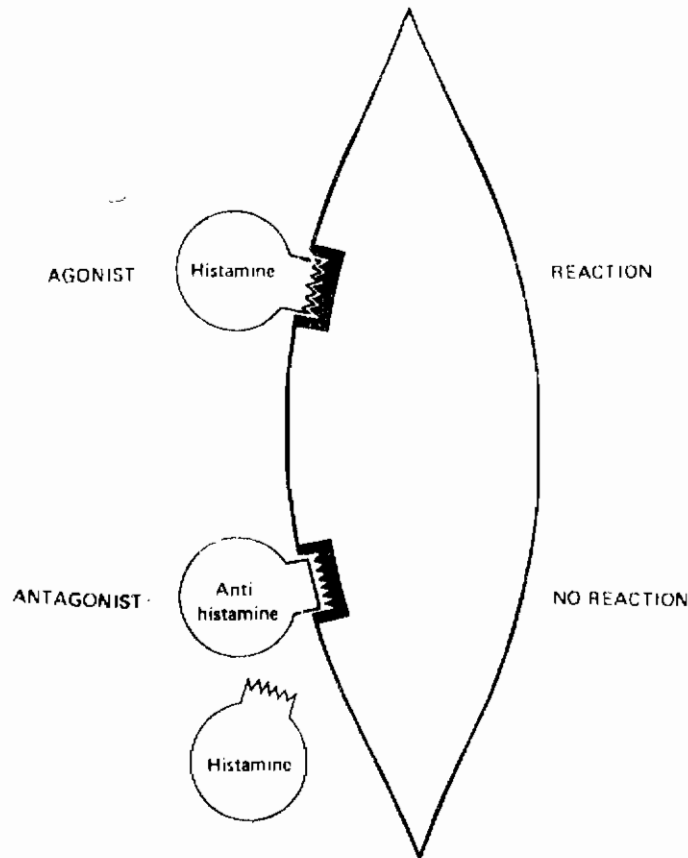 AGONIST
Histamine
REACTION
ANTAGONIST
Anti
histamine
NO REACTION
Histamine